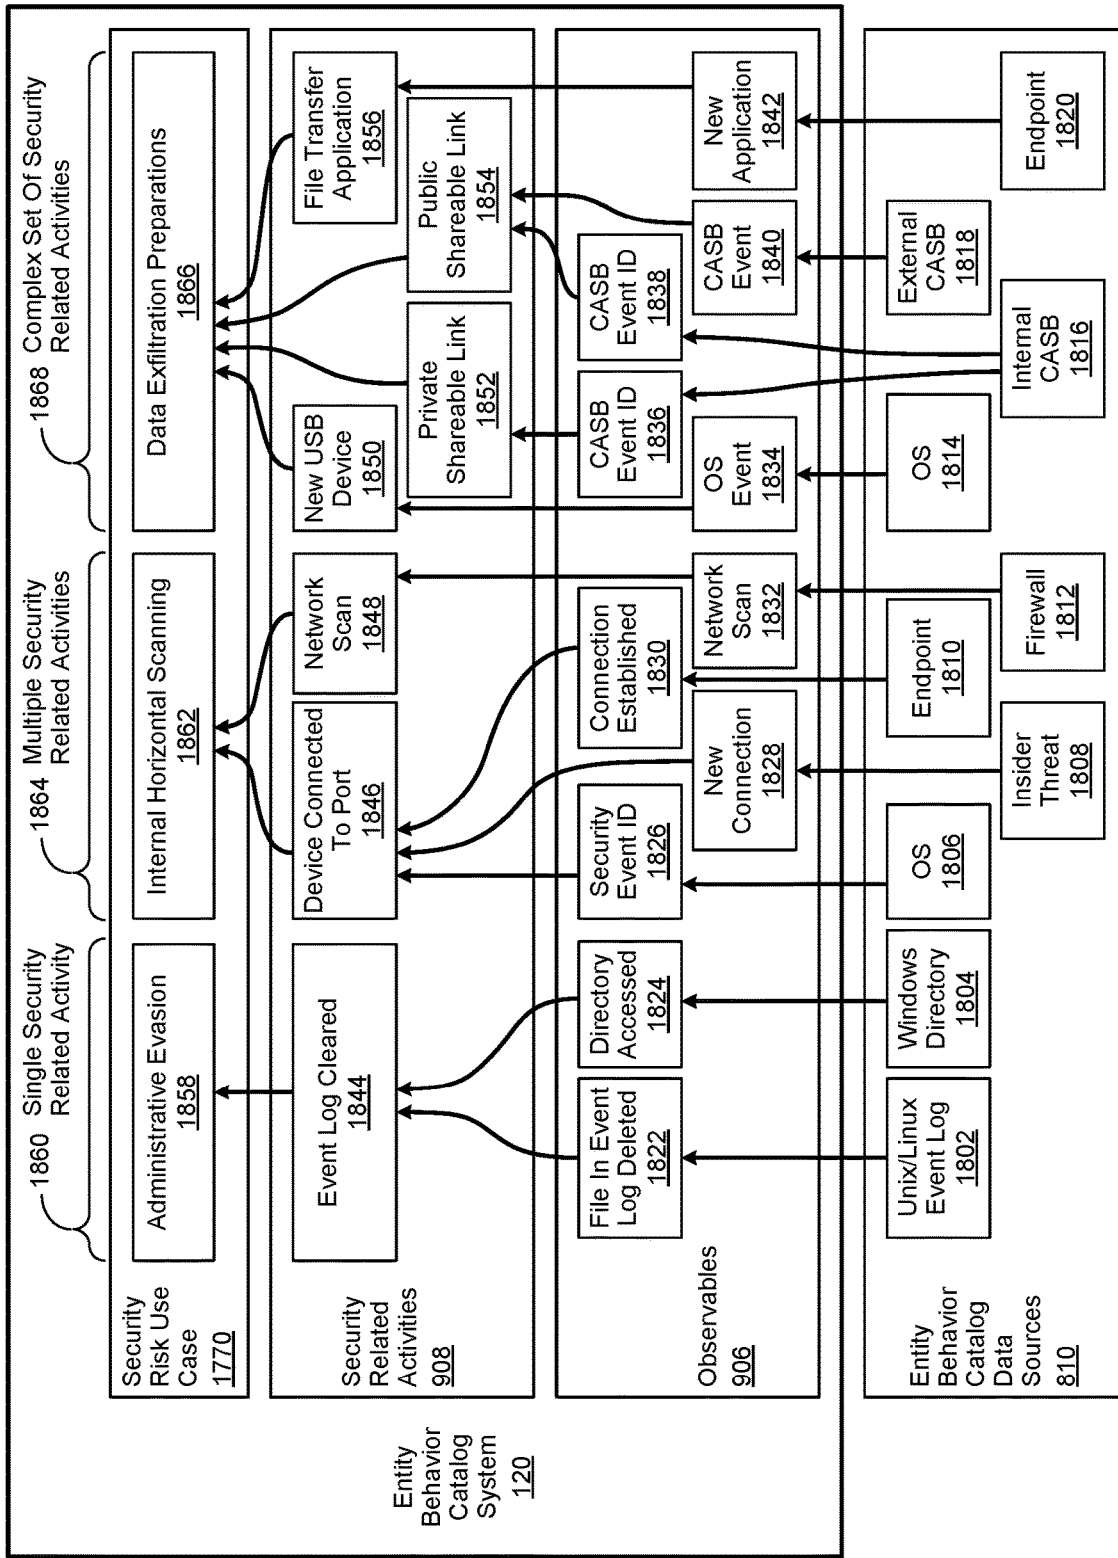 1860
Single Security
Related Activity
1864
Multiple Security
Related Activities
1868
Complex Set Of Security
Related Activities
Entity
Behavior
Catalog
System
120
Security
Risk Use
Case
1770
Administrative Evasion
1858
Internal Horizontal Scanning
1862
Data Exfiltration Preparations
1866
Security
Related
Activities
908
Event Log Cleared
1844
Device Connected
To Port
1846
Network
Scan
1848
New USB
Device
1850
Private
Shareable Link
1852
Public
Shareable Link
1854
File Transfer
Application
1856
Observables
906
File In Event
Log Deleted
1822
Directory
Accessed
1824
Security
Event ID
1826
New
Connection
1828
Connection
Established
1830
Network
Scan
1832
OS
Event
1834
CASB
Event ID
1836
CASB
Event ID
1838
CASB
Event
1840
New
Application
1842
Entity
Behavior
Catalog
Data
Sources
810
Unix/Linux
Event Log
1802
Windows
Directory
1804
OS
1806
Insider
Threat
1808
Endpoint
1810
Firewall
1812
OS
1814
Internal
CASB
1816
External
CASB
1818
Endpoint
1820